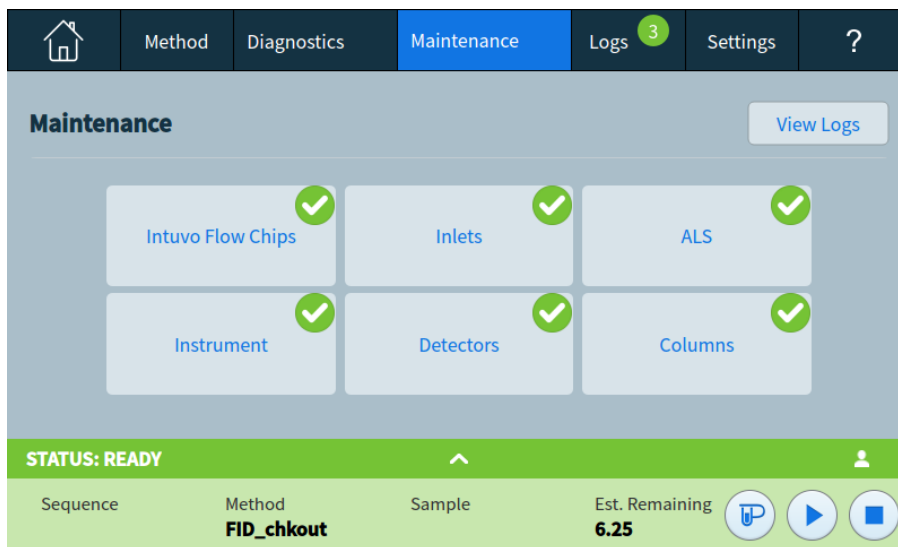 Method Diagnostics Maintenance Logs 3 Settings ?
Maintenance View Logs
Intuvo Flow Chips Inlets ALS
Instrument Detectors Columns
STATUS: READY
Sequence Method Sample Est. Remaining
FID_chkout 6.25